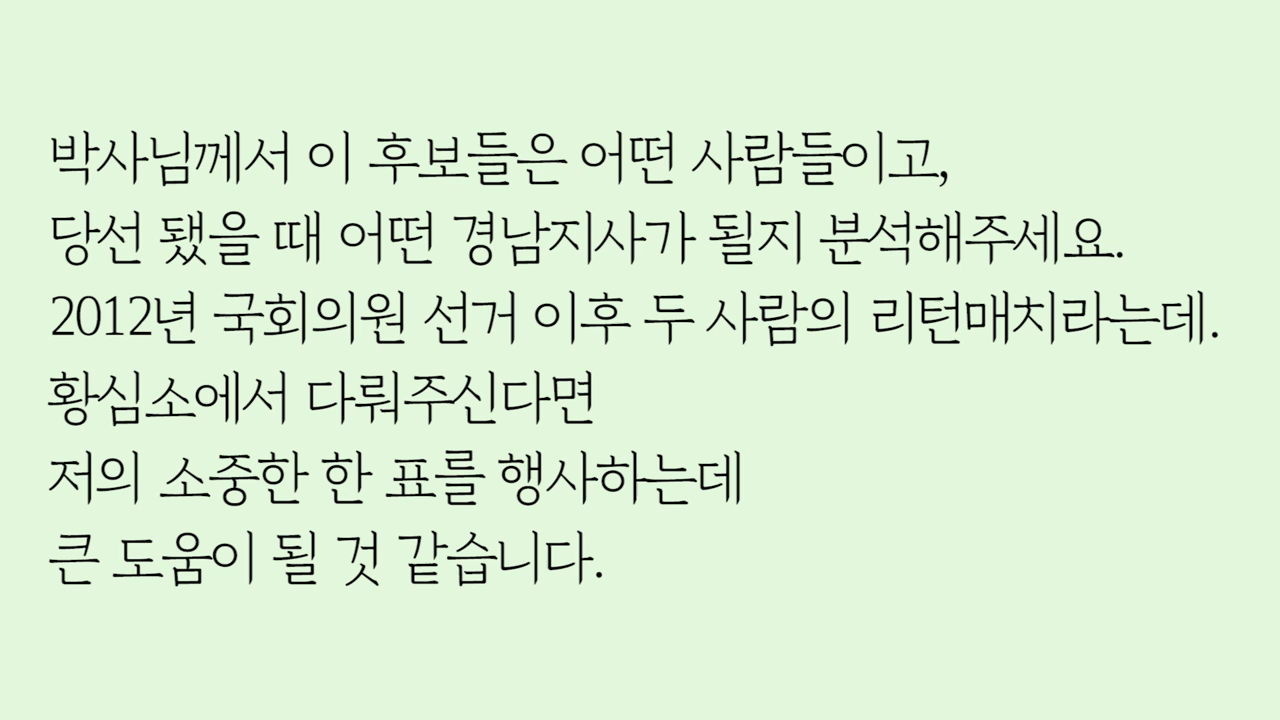 박사님께서 이 후보들은 어떤 사람들이고,
당선 됐을 때 어떤 경남지사가 될지 분석해주세요.
2012년 국회의원 선거 이후 두 사람의 리턴매치라는데.
황심소에서 다뤄주신다면
저의 소중한 한 표를 행사하는데
큰 도움이 될 것 같습니다.